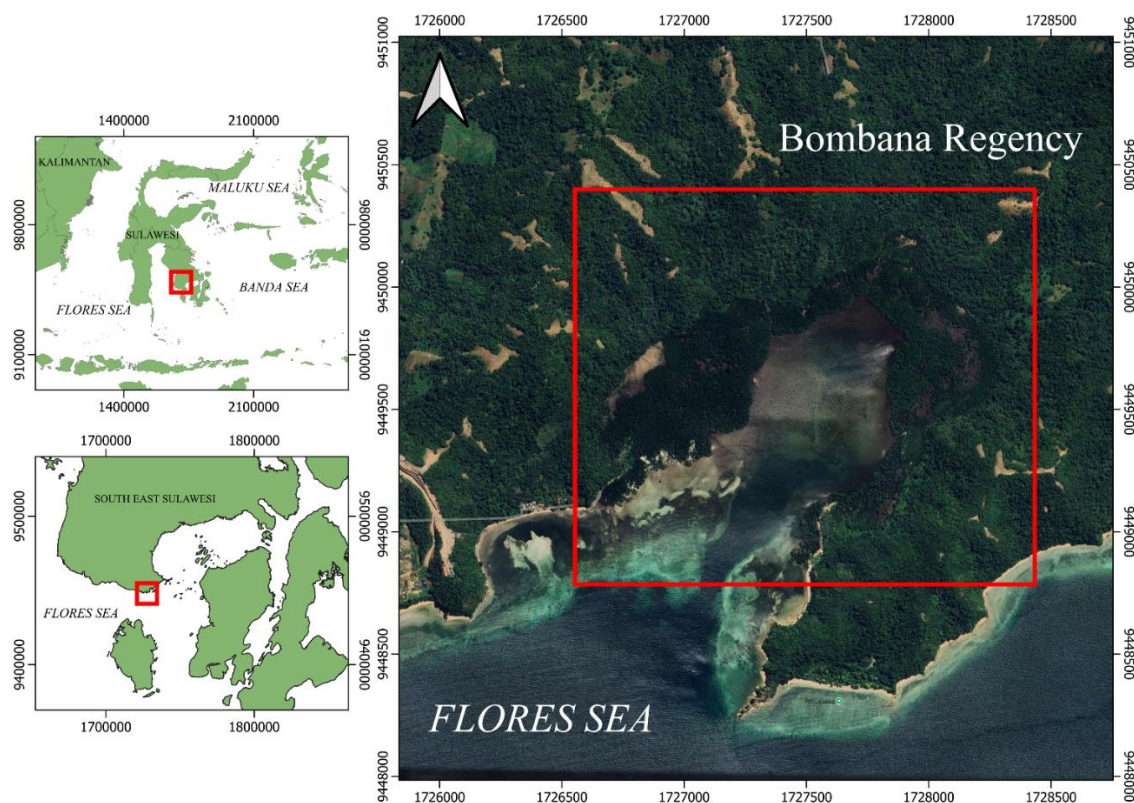 1400000 2100000
9800000
9100000
KALIMANTAN
MALUKU SEA
SULAWESI
BANDA SEA
FLORES SEA
9800000
9100000
1400000 2100000
1700000 1800000
9500000
9400000
SOUTH EAST SULAWESI
FLORES SEA
9500000
9400000
1700000 1800000
1726000 1726500 1727000 1727500 1728000 1728500
9451000
9450500
9450000
9449500
9449000
9448500
9448000
Bombana Regency
FLORES SEA
9451000
9450500
9450000
9449500
9449000
9448500
9448000
1726000 1726500 1727000 1727500 1728000 1728500